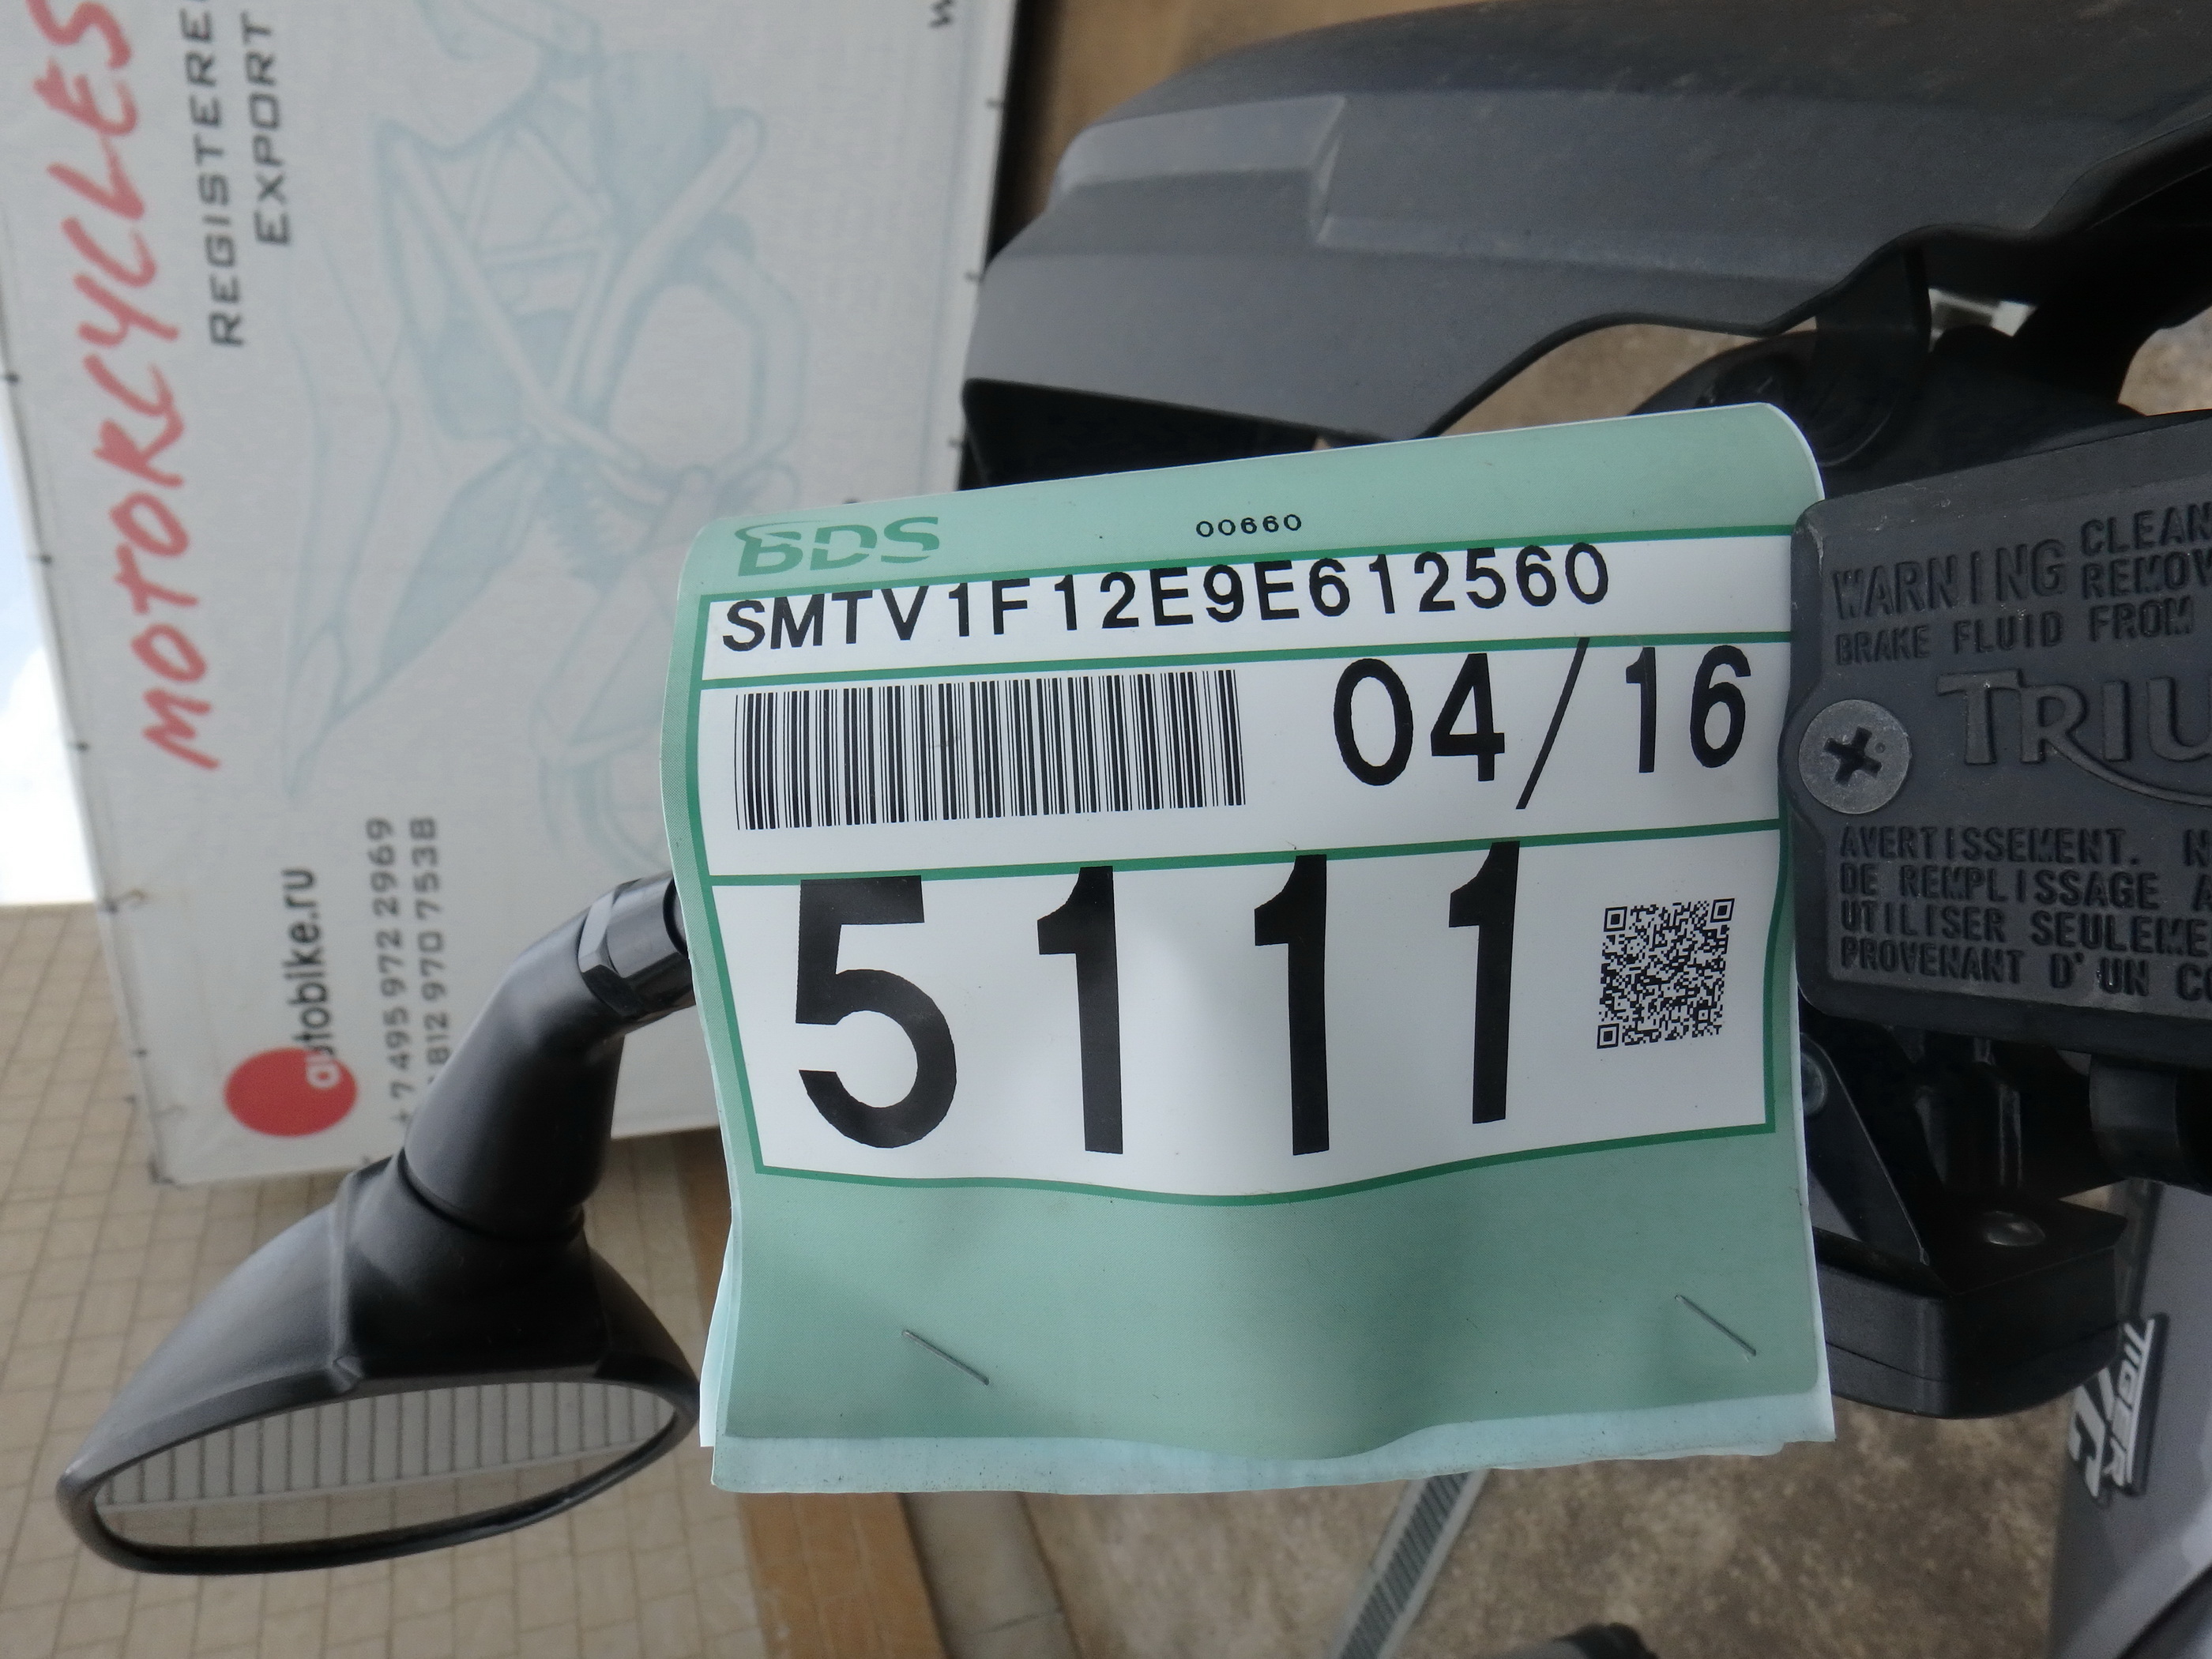 MOTORCYCLES
REGISTERE
EXPORT
autobike.ru
+7 495 972 2969
812 970 7538
BDS
00660
SMTV1F12E9E612560
04/16
5111
WARNING CLEAN
REMOV
BRAKE FLUID FROM
TRIU
AVERTISSEMENT. N
DE REMPLISSAGE A
UTILISER SEULEME
PROVENANT D'UN CO
TIGER